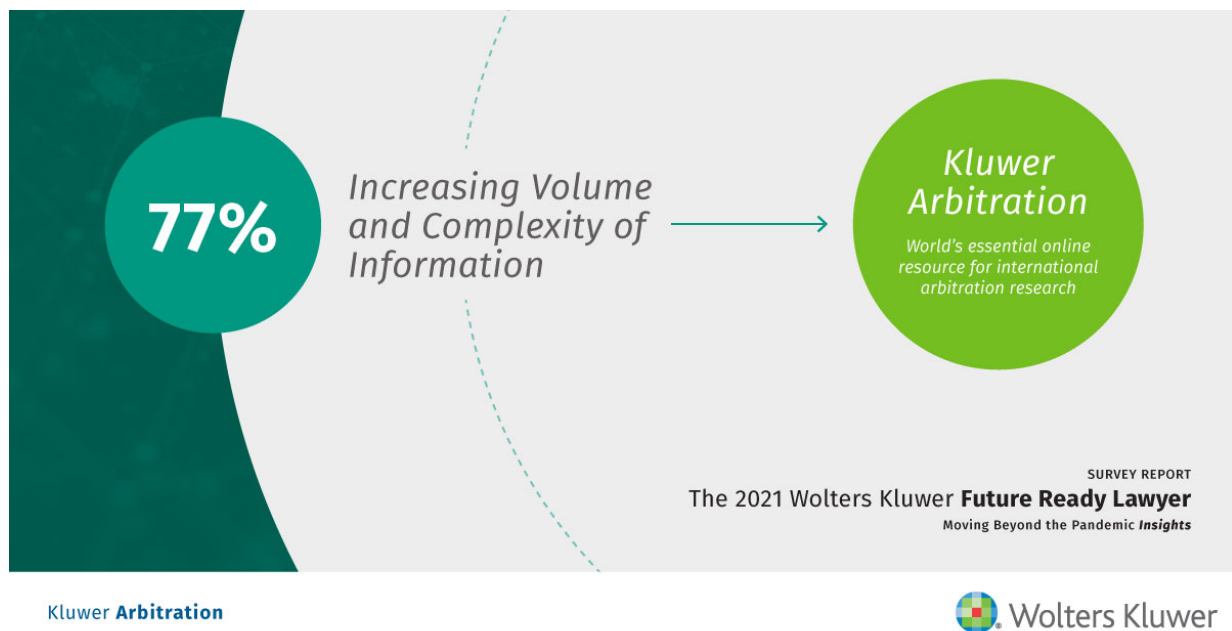 77%
Increasing Volume
and Complexity of
Information
Kluwer
Arbitration
World's essential online
resource for international
arbitration research
SURVEY REPORT
The 2021 Wolters Kluwer Future Ready Lawyer
Moving Beyond the Pandemic Insights
Kluwer Arbitration
Wolters Kluwer